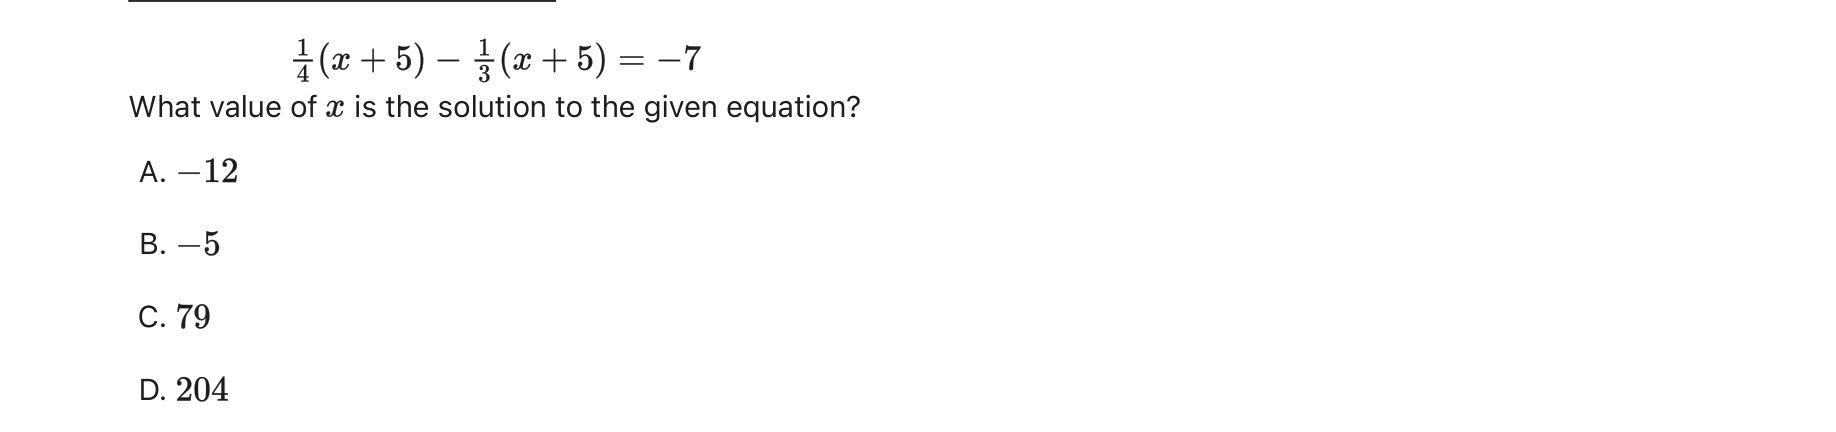 $\frac{1}{4}(x + 5) - \frac{1}{3}(x + 5) = -7$
What value of $x$ is the solution to the given equation?
A. $-12$
B. $-5$
C. $79$
D. $204$